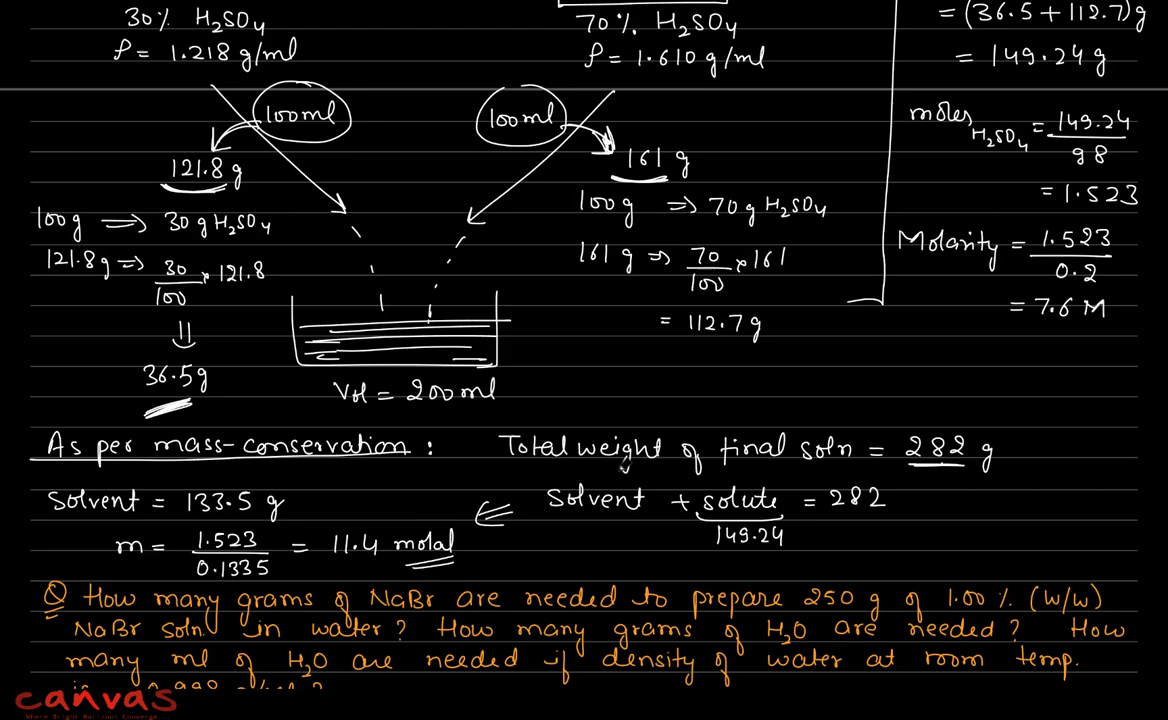 30% H₂SO₄
ρ = 1.218 g/ml
100ml
121.8 g
100g ⟹ 30 g H₂SO₄
121.8g ⟹ 30/100 × 121.8
36.5g
70% H₂SO₄
ρ = 1.610 g/ml
100ml
161 g
100g ⟹ 70 g H₂SO₄
161 g ⟹ 70/100 × 161
= 112.7 g
Vol = 200 ml
= (36.5 + 112.7) g
= 149.24 g
moles H₂SO₄ = 149.24/98
= 1.523
Molarity = 1.523/0.2
= 7.6 M
As per mass-conservation : Total weight of final soln = 282 g
Solvent + solute = 282
149.24
Solvent = 133.5 g
m = 1.523/0.1335 = 11.4 molal
Q How many grams of NaBr are needed to prepare 250 g of 1.00 % (w/w)
NaBr soln. in water? How many grams of H₂O are needed? How
many ml of H₂O are needed if density of water at room temp.
canvas